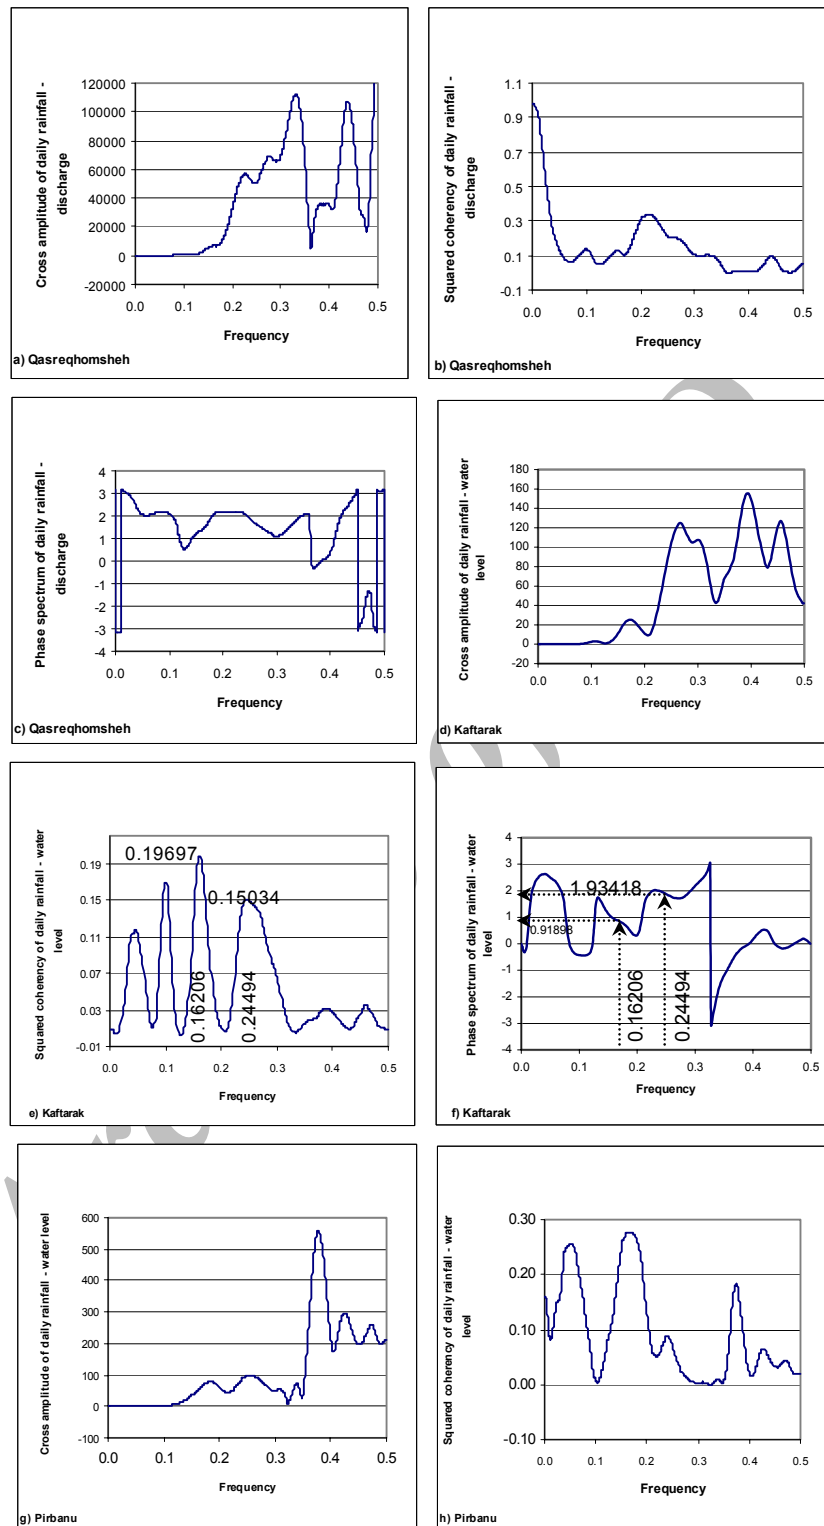 Cross amplitude of daily rainfall -
discharge
120000
100000
80000
60000
40000
20000
0
-20000
0.0 0.1 0.2 0.3 0.4 0.5
Frequency
a) Qasreqhomsheh
Squared coherency of daily rainfall -
discharge
1.1
0.9
0.7
0.5
0.3
0.1
-0.1
0.0 0.1 0.2 0.3 0.4 0.5
Frequency
b) Qasreqhomsheh
Phase spectrum of daily rainfall -
discharge
4
3
2
1
0
-1
-2
-3
-4
0.0 0.1 0.2 0.3 0.4 0.5
Frequency
c) Qasreqhomsheh
Cross amplitude of daily rainfall - water
level
180
160
140
120
100
80
60
40
20
0
-20
0.0 0.1 0.2 0.3 0.4 0.5
Frequency
d) Kaftarak
Squared coherency of daily rainfall - water
level
0.19
0.15
0.11
0.07
0.03
-0.01
0.19697
0.15034
0.16206
0.24494
0.0 0.1 0.2 0.3 0.4 0.5
Frequency
e) Kaftarak
Phase spectrum of daily rainfall - water
level
4
3
2
1
0
-1
-2
-3
-4
1.93418
0.91893
0.16206
0.24494
0.0 0.1 0.2 0.3 0.4 0.5
Frequency
f) Kaftarak
Cross amplitude of daily rainfall - water level
600
500
400
300
200
100
0
-100
0.0 0.1 0.2 0.3 0.4 0.5
Frequency
g) Pirbanu
Squared coherency of daily rainfall - water
level
0.30
0.20
0.10
0.00
-0.10
0.0 0.1 0.2 0.3 0.4 0.5
Frequency
h) Pirbanu